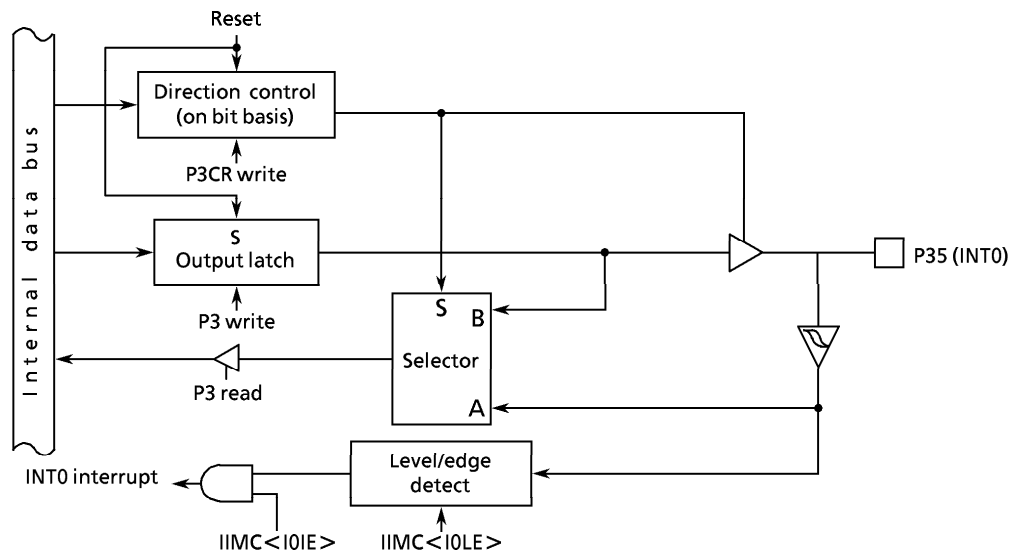 Reset
Direction control
(on bit basis)
P3CR write
Internal data bus
S
Output latch
P35 (INT0)
P3 write
S
B
Selector
P3 read
A
Level/edge
detect
INT0 interrupt
IIMC<I0IE>
IIMC<I0LE>